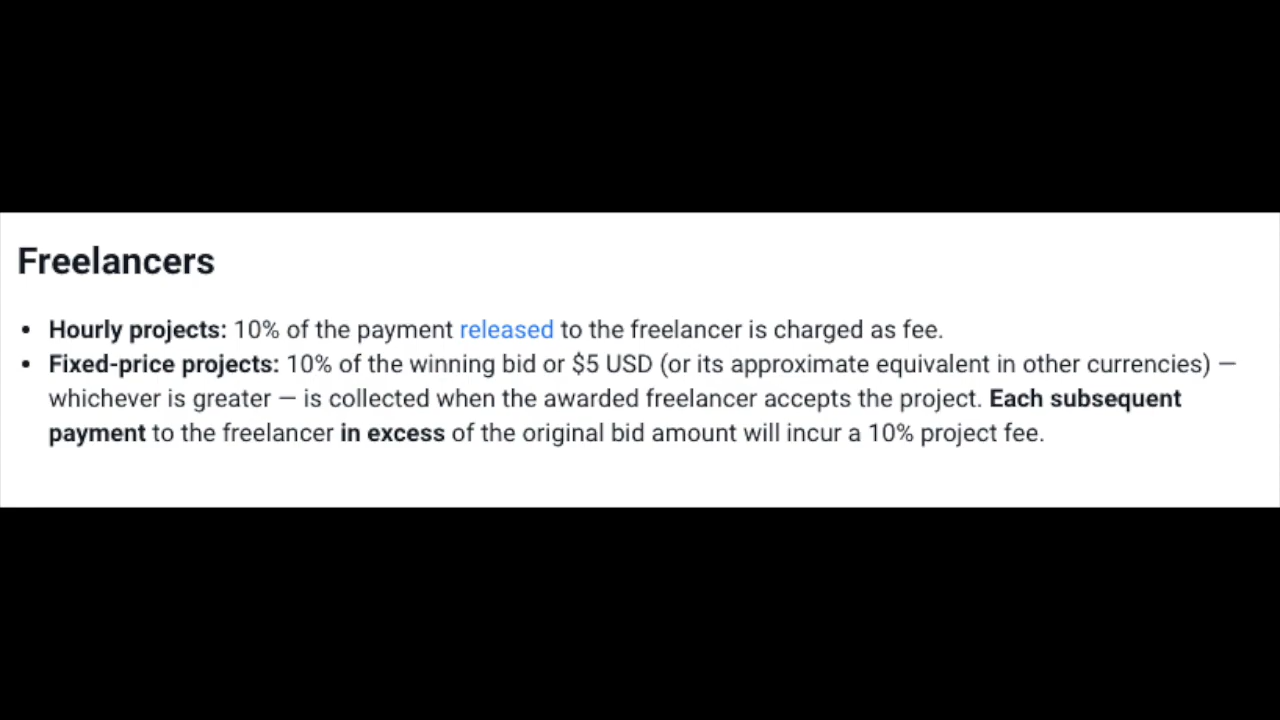 Freelancers
• Hourly projects: 10% of the payment released to the freelancer is charged as fee.
• Fixed-price projects: 10% of the winning bid or $5 USD (or its approximate equivalent in other currencies) —
whichever is greater — is collected when the awarded freelancer accepts the project. Each subsequent
payment to the freelancer in excess of the original bid amount will incur a 10% project fee.